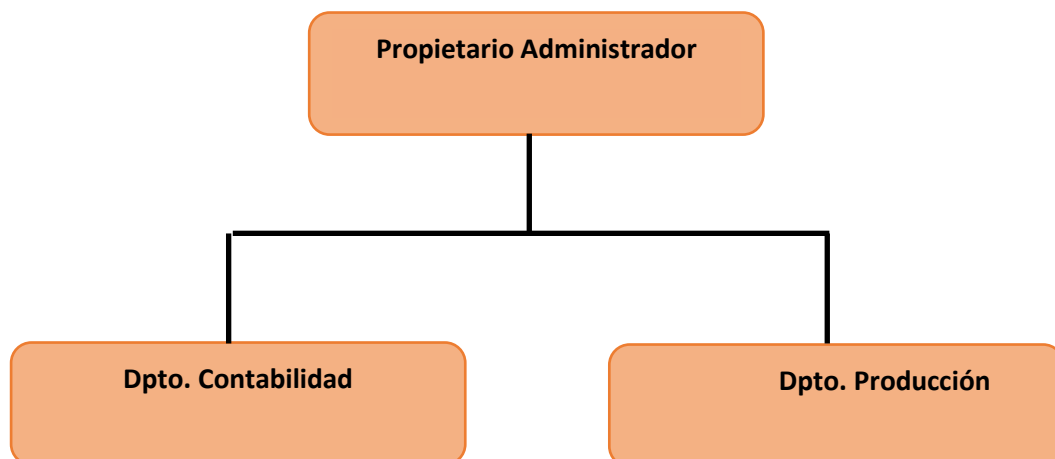 Propietario Administrador
Dpto. Contabilidad
Dpto. Producción